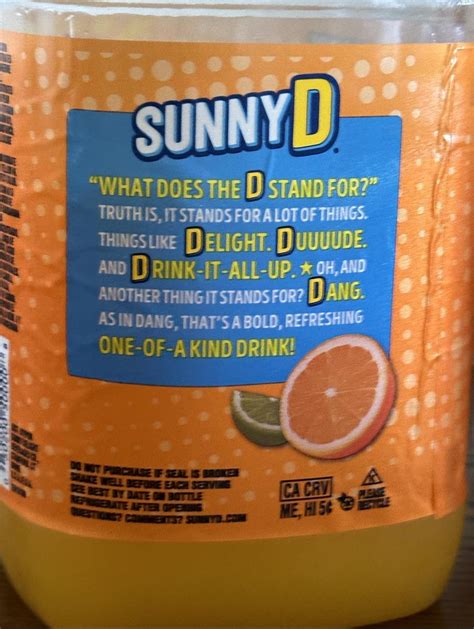 SUNNYD
"WHAT DOES THE D STAND FOR?"
TRUTH IS, IT STANDS FOR A LOT OF THINGS.
THINGS LIKE DELIGHT. DUUUUDE.
AND DRINK-IT-ALL-UP. ★ OH, AND
ANOTHER THING IT STANDS FOR? DANG.
AS IN DANG, THAT'S A BOLD, REFRESHING
ONE-OF-A KIND DRINK!
DO NOT PURCHASE IF SEAL IS BROKEN
SHAKE WELL BEFORE EACH SERVING
USE BEST BY DATE ON BOTTLE
REFRIGERATE AFTER OPENING
QUESTIONS? COMMENTS? SUNNYD.COM
CA CRV
ME, HI 5¢
PLEASE
RECYCLE